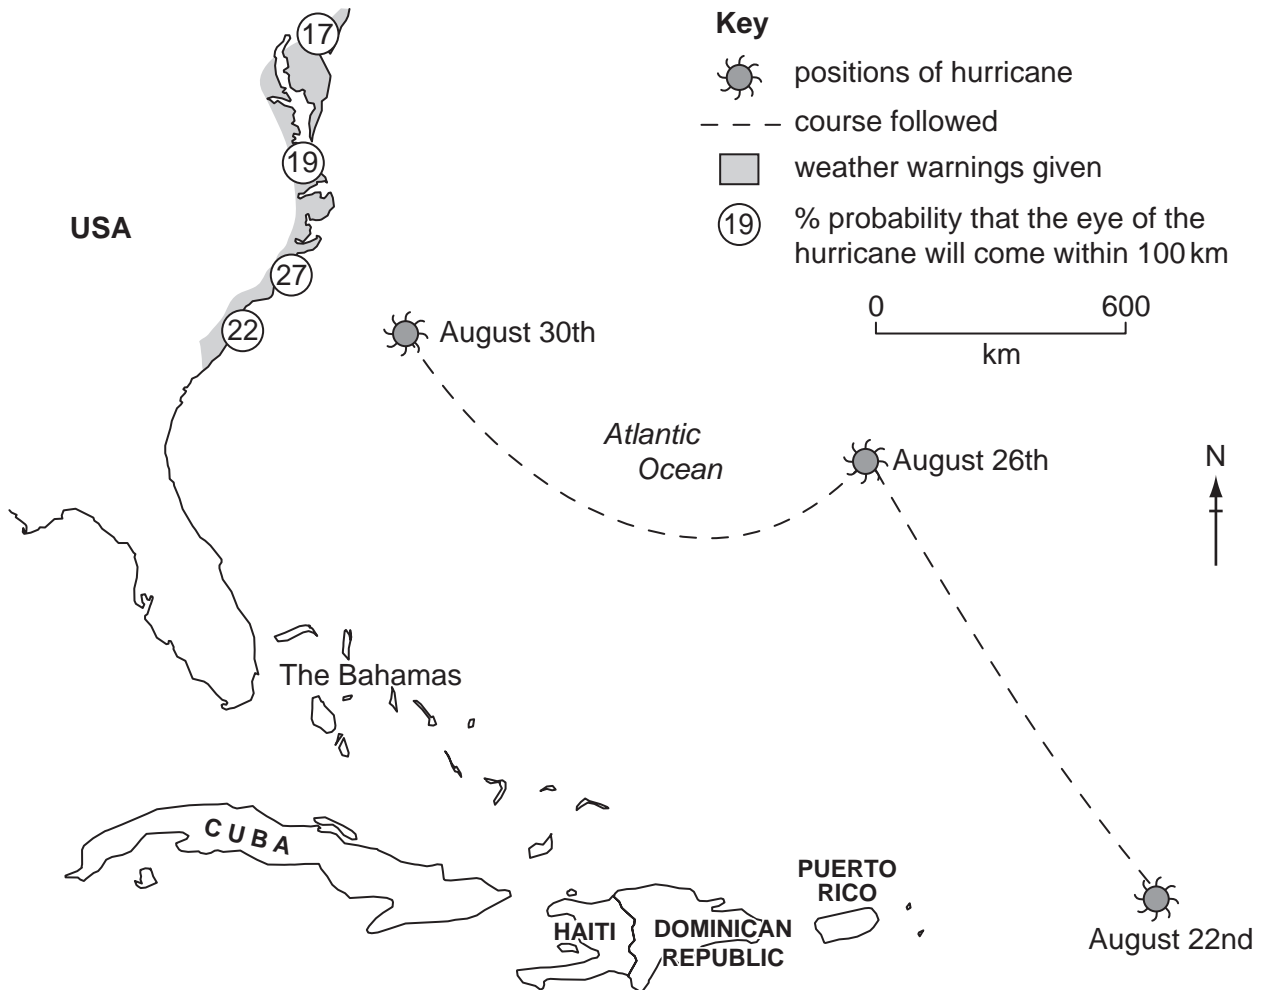 17
Key
positions of hurricane
course followed
19
weather warnings given
USA
19
% probability that the eye of the
hurricane will come within 100 km
27
0 600
km
22
August 30th
Atlantic
Ocean
August 26th
N
The Bahamas
CUBA
PUERTO
RICO
HAITI
DOMINICAN
REPUBLIC
August 22nd